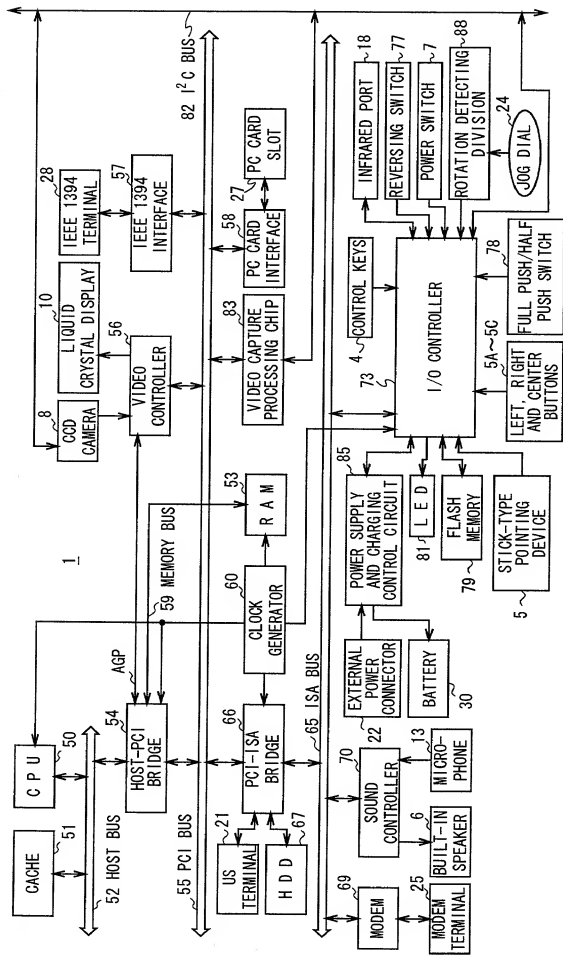 1
CACHE
51
CPU
50
52 HOST BUS
HOST-PCI
BRIDGE
54
AGP
59 MEMORY BUS
RAM
53
CLOCK
GENERATOR
60
55 PCI BUS
PCI-ISA
BRIDGE
66
US
TERMINAL
21
HDD
67
65 ISA BUS
CCD
CAMERA
8
LIQUID
CRYSTAL DISPLAY
10
IEEE 1394
TERMINAL
28
VIDEO
CONTROLLER
56
IEEE 1394
INTERFACE
57
82 I²C BUS
VIDEO CAPTURE
PROCESSING CHIP
83
PC CARD
INTERFACE
58
PC CARD
SLOT
27
MODEM
69
MODEM
TERMINAL
25
SOUND
CONTROLLER
70
BUILT-IN
SPEAKER
6
MICRO-
PHONE
13
EXTERNAL
POWER
CONNECTOR
22
BATTERY
30
POWER SUPPLY
AND CHARGING
CONTROL CIRCUIT
85
LED
81
FLASH
MEMORY
79
STICK-TYPE
POINTING
DEVICE
5
I/O CONTROLLER
73
CONTROL KEYS
4
INFRARED PORT
18
REVERSING SWITCH
77
POWER SWITCH
7
ROTATION DETECTING
DIVISION
88
JOG DIAL
24
LEFT, RIGHT
AND CENTER
BUTTONS
5A~5C
FULL PUSH/HALF
PUSH SWITCH
78